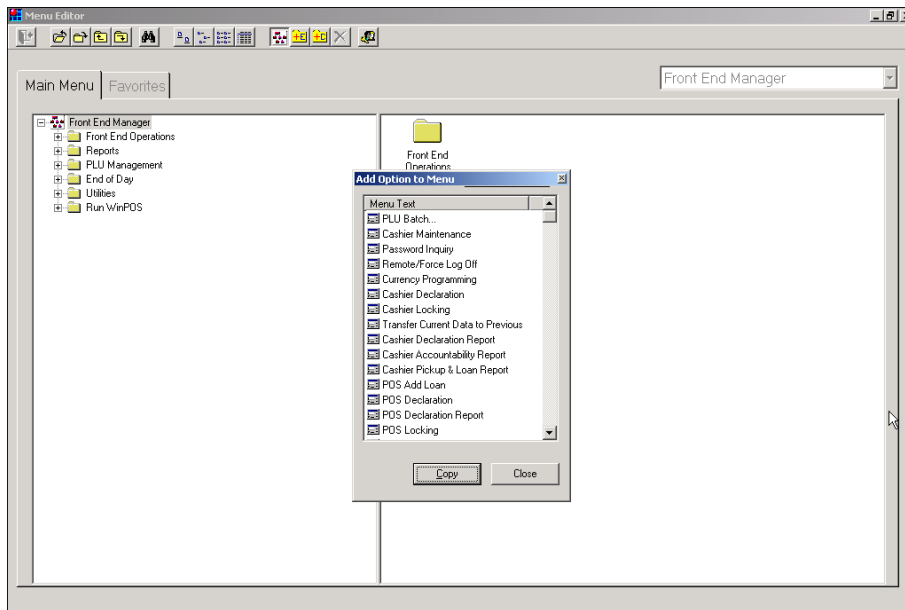 Menu Editor
Main Menu
Favorites
Front End Manager
Front End Manager
Front End Operations
Reports
PLU Management
End of Day
Utilities
Run WinPOS
Front End
Operations
Add Option to Menu
Menu Text
PLU Batch...
Cashier Maintenance
Password Inquiry
Remote/Force Log Off
Currency Programming
Cashier Declaration
Cashier Locking
Transfer Current Data to Previous
Cashier Declaration Report
Cashier Accountability Report
Cashier Pickup & Loan Report
POS Add Loan
POS Declaration
POS Declaration Report
POS Locking
Copy
Close